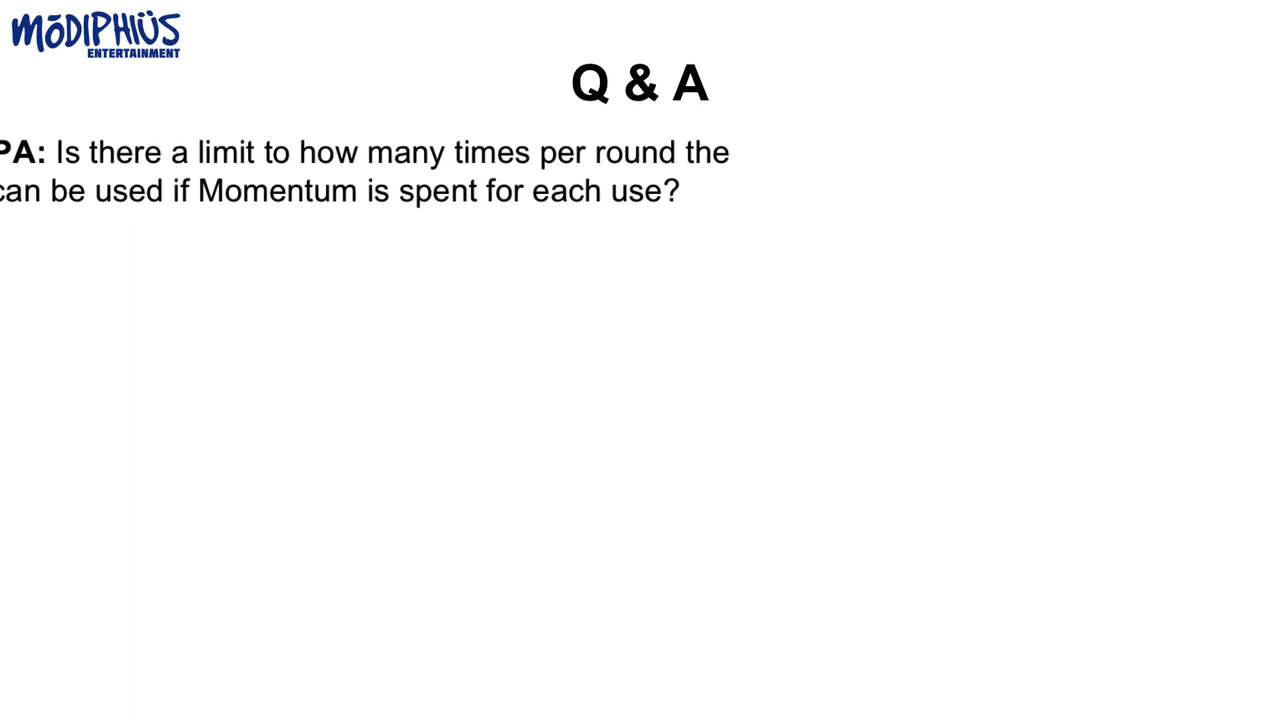 MŌDIPHIÜS
ENTERTAINMENT
Q & A
PA: Is there a limit to how many times per round the
can be used if Momentum is spent for each use?